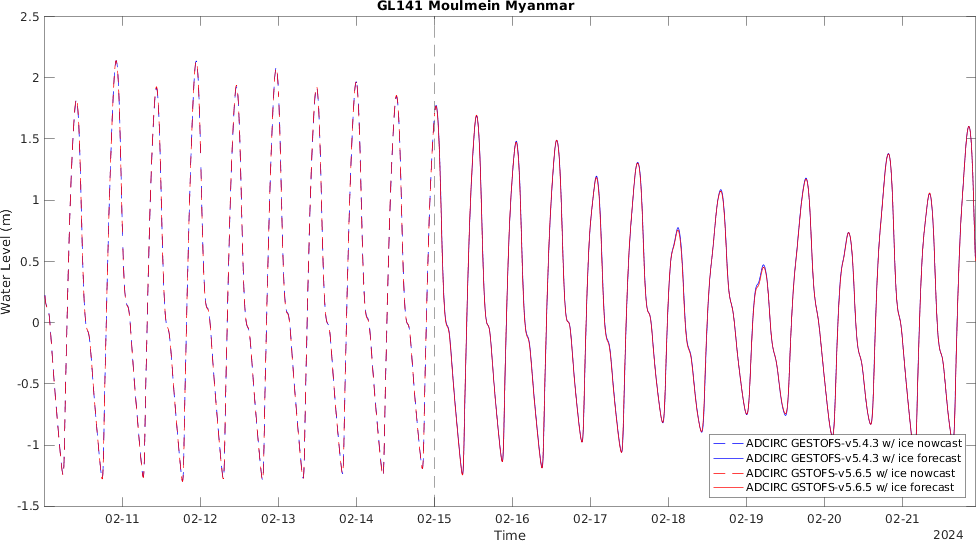 GL141 Moulmein Myanmar
2.5
2
1.5
1
0.5
0
-0.5
-1
-1.5
Water Level (m)
ADCIRC GESTOFS-v5.4.3 w/ ice nowcast
ADCIRC GESTOFS-v5.4.3 w/ ice forecast
ADCIRC GSTOFS-v5.6.5 w/ ice nowcast
ADCIRC GSTOFS-v5.6.5 w/ ice forecast
02-11 02-12 02-13 02-14 02-15 02-16 02-17 02-18 02-19 02-20 02-21
Time
2024